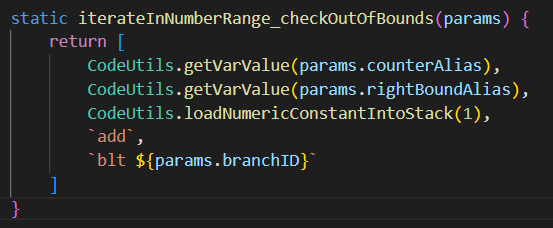 static iterateInNumberRange_checkOutOfBounds(params) {
    return [
        CodeUtils.getVarValue(params.counterAlias),
        CodeUtils.getVarValue(params.rightBoundAlias),
        CodeUtils.loadNumericConstantIntoStack(1),
        `add`,
        `blt ${params.branchID}`
    ]
}